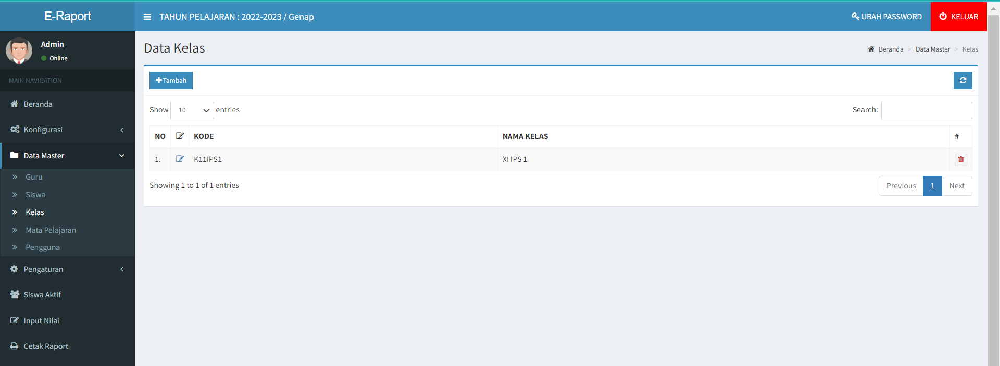 E-Raport
TAHUN PELAJARAN : 2022-2023 / Genap
UBAH PASSWORD
KELUAR
Admin
Online
MAIN NAVIGATION
Beranda
Konfigurasi
Data Master
Guru
Siswa
Kelas
Mata Pelajaran
Pengguna
Pengaturan
Siswa Aktif
Input Nilai
Cetak Raport
Data Kelas
Beranda > Data Master > Kelas
+Tambah
Show 10 entries
Search:
NO KODE NAMA KELAS #
1. K11IPS1 XI IPS 1
Showing 1 to 1 of 1 entries
Previous 1 Next